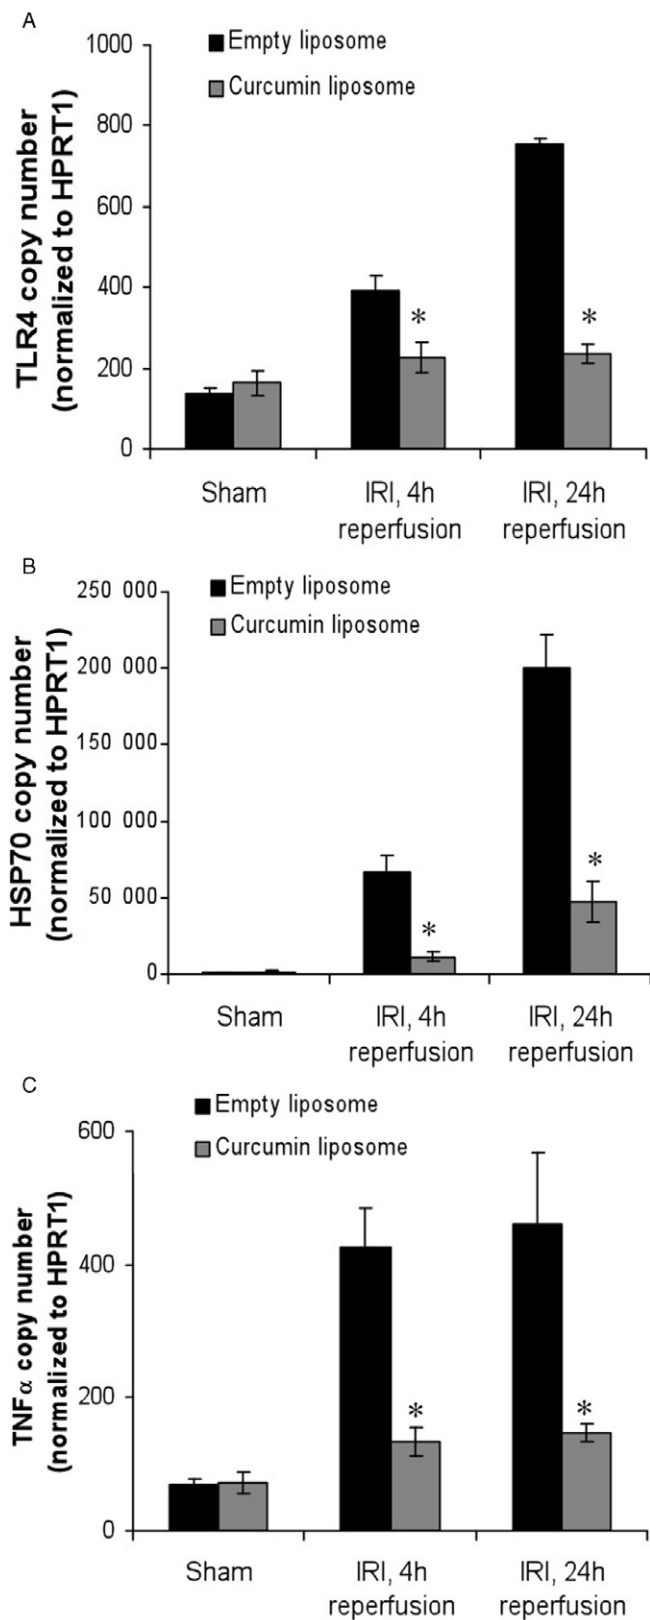 A
TLR4 copy number
(normalized to HPRT1)
1000
800
600
400
200
0
Empty liposome
Curcumin liposome
*
*
Sham
IRI, 4h
reperfusion
IRI, 24h
reperfusion
B
HSP70 copy number
(normalized to HPRT1)
250 000
200 000
150 000
100 000
50 000
0
Empty liposome
Curcumin liposome
*
*
Sham
IRI, 4h
reperfusion
IRI, 24h
reperfusion
C
TNFα copy number
(normalized to HPRT1)
600
400
200
0
Empty liposome
Curcumin liposome
*
*
Sham
IRI, 4h
reperfusion
IRI, 24h
reperfusion